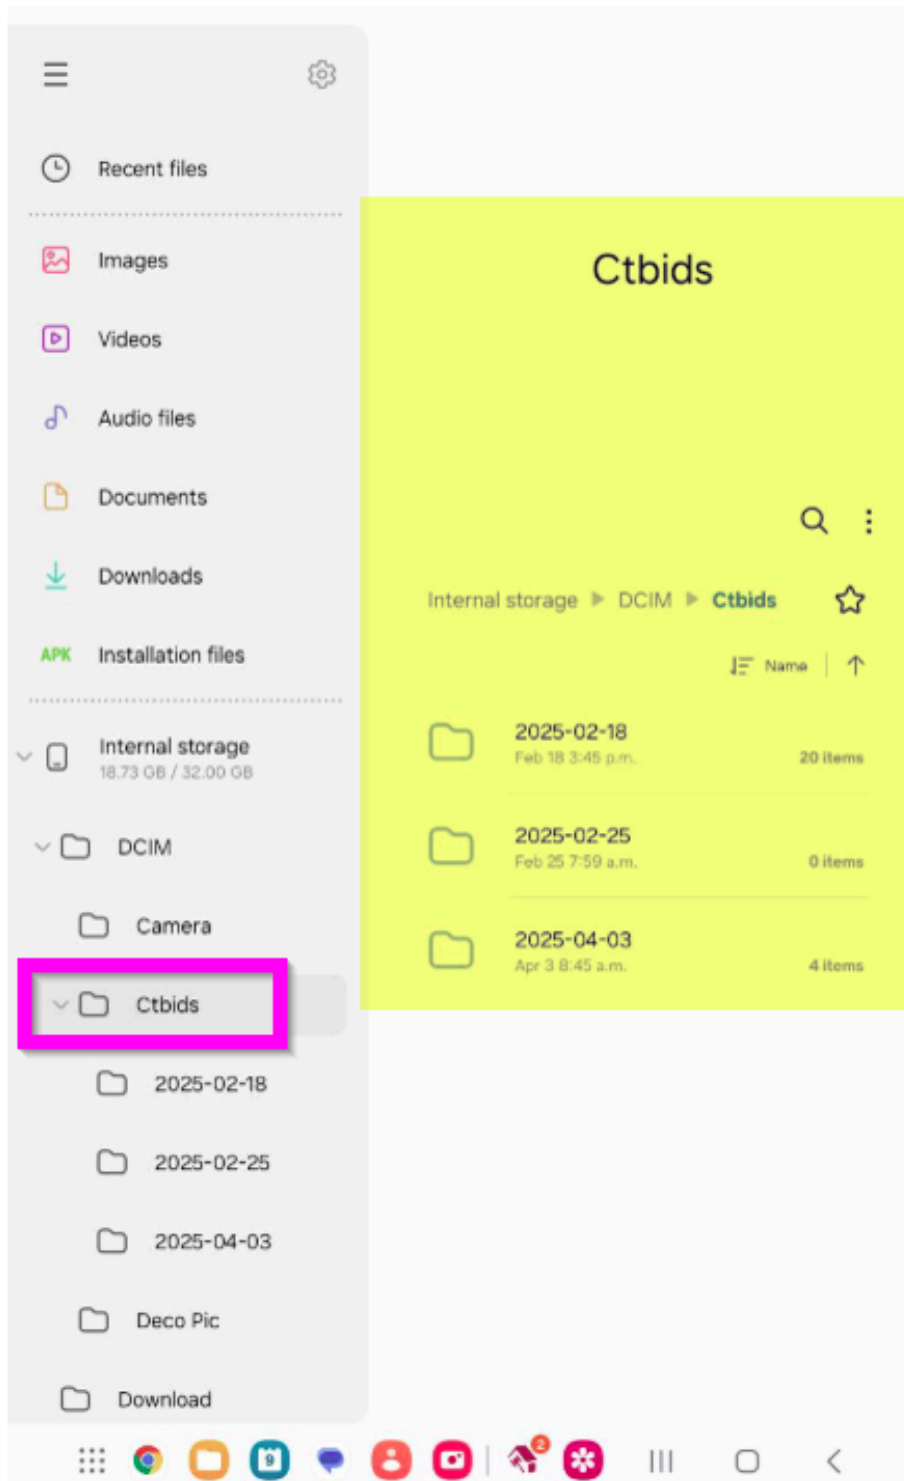 Recent files
Images
Videos
Audio files
Documents
Downloads
APK Installation files
Internal storage
18.73 GB / 32.00 GB
DCIM
Camera
Ctbids
2025-02-18
2025-02-25
2025-04-03
Deco Pic
Download
Ctbids
Internal storage ▶ DCIM ▶ Ctbids
Name
2025-02-18
Feb 18 3:45 p.m. 20 items
2025-02-25
Feb 25 7:59 a.m. 0 items
2025-04-03
Apr 3 8:45 a.m. 4 items
9
2